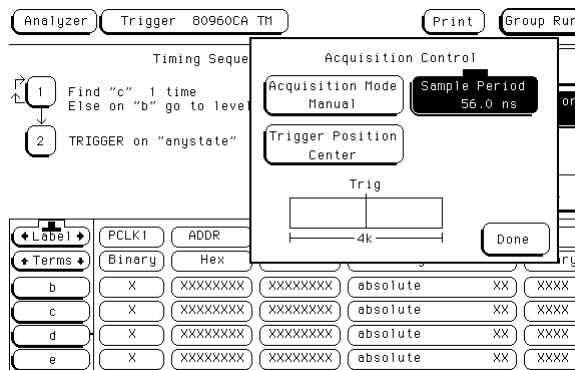 Analyzer Trigger 80960CA TM Print Group Run
Timing Seque
Acquisition Control
1 Find "c" 1 time
Else on "b" go to level
2 TRIGGER on "anystate"
Acquisition Mode
Manual
Sample Period
56.0 ns
on
Trigger Position
Center
Trig
4k
Done
Label PCLK1 ADDR
Terms Binary Hex
b X XXXXXXXX XXXXXXXX absolute XX XXXX
c X XXXXXXXX XXXXXXXX absolute XX XXXX
d X XXXXXXXX XXXXXXXX absolute XX XXXX
e X XXXXXXXX XXXXXXXX absolute XX XXXX